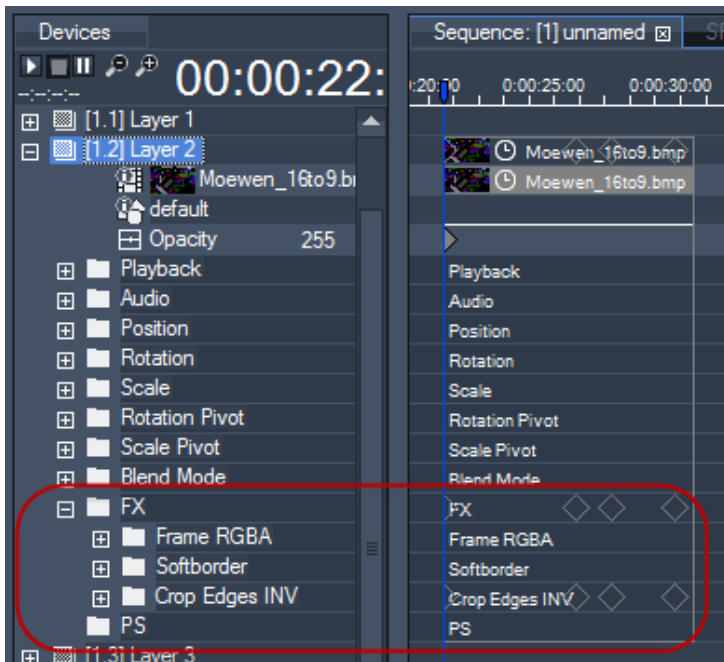 Devices
Sequence: [1] unnamed
00:00:22:
--:--:--
:20:00 0:00:25:00 0:00:30:00
[1.1] Layer 1
[1.2] Layer 2
Moewen_16to9.bmp
Moewen_16to9.b
Moewen_16to9.bmp
default
Opacity 255
Playback
Playback
Audio
Audio
Position
Position
Rotation
Rotation
Scale
Scale
Rotation Pivot
Rotation Pivot
Scale Pivot
Scale Pivot
Blend Mode
Blend Mode
FX
FX
Frame RGBA
Frame RGBA
Softborder
Softborder
Crop Edges INV
Crop Edges INV
PS
PS
[1.3] Layer 3